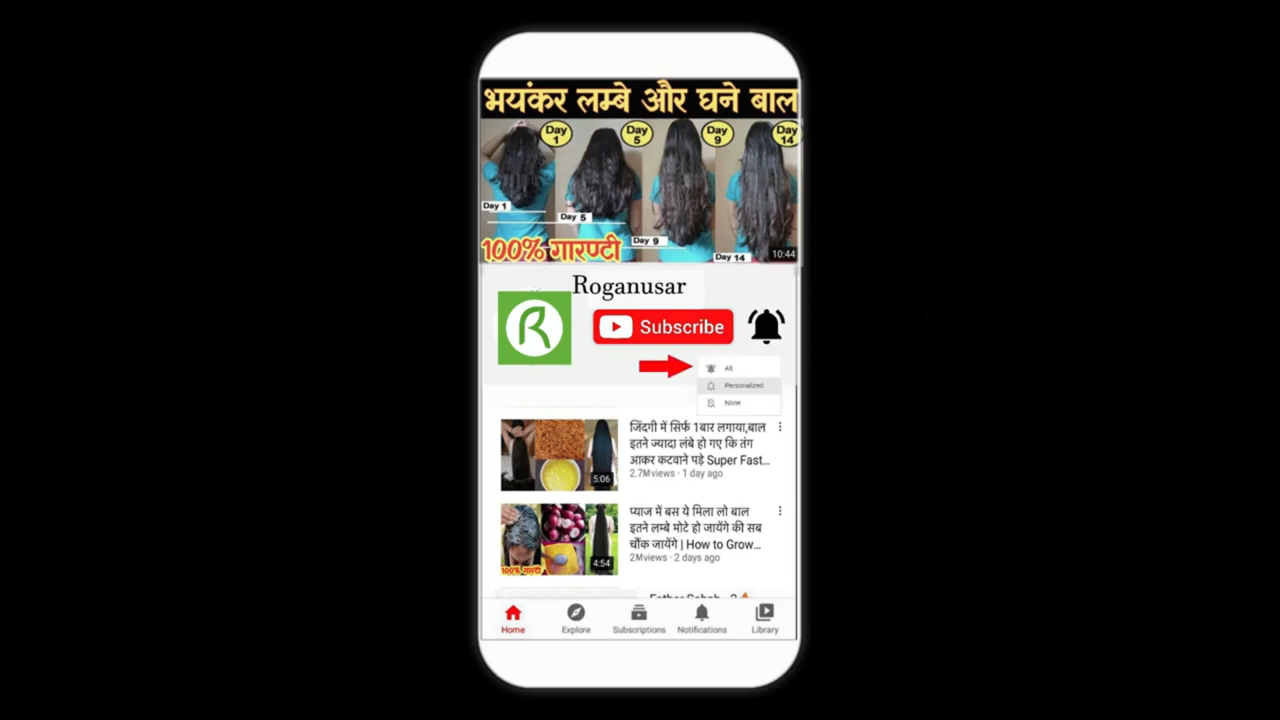 भयंकर लम्बे और घने बाल
Day 1
Day 5
Day 9
Day 14
Day 1
Day 5
Day 9
Day 14
100% गारण्टी
10:44
Roganusar
Subscribe
All
Personalized
None
जिंदगी में सिर्फ 1बार लगाया,बाल
इतने ज्यादा लंबे हो गए कि तंग
आकर कटवाने पड़े Super Fast...
2.7Mviews · 1 day ago
5:06
प्याज में बस ये मिला लो बाल
इतने लम्बे मोटे हो जायेंगे की सब
चौंक जायेंगे | How to Grow...
2Mviews · 2 days ago
100% गारण्टी
4:54
Home
Explore
Subscriptions
Notifications
Library